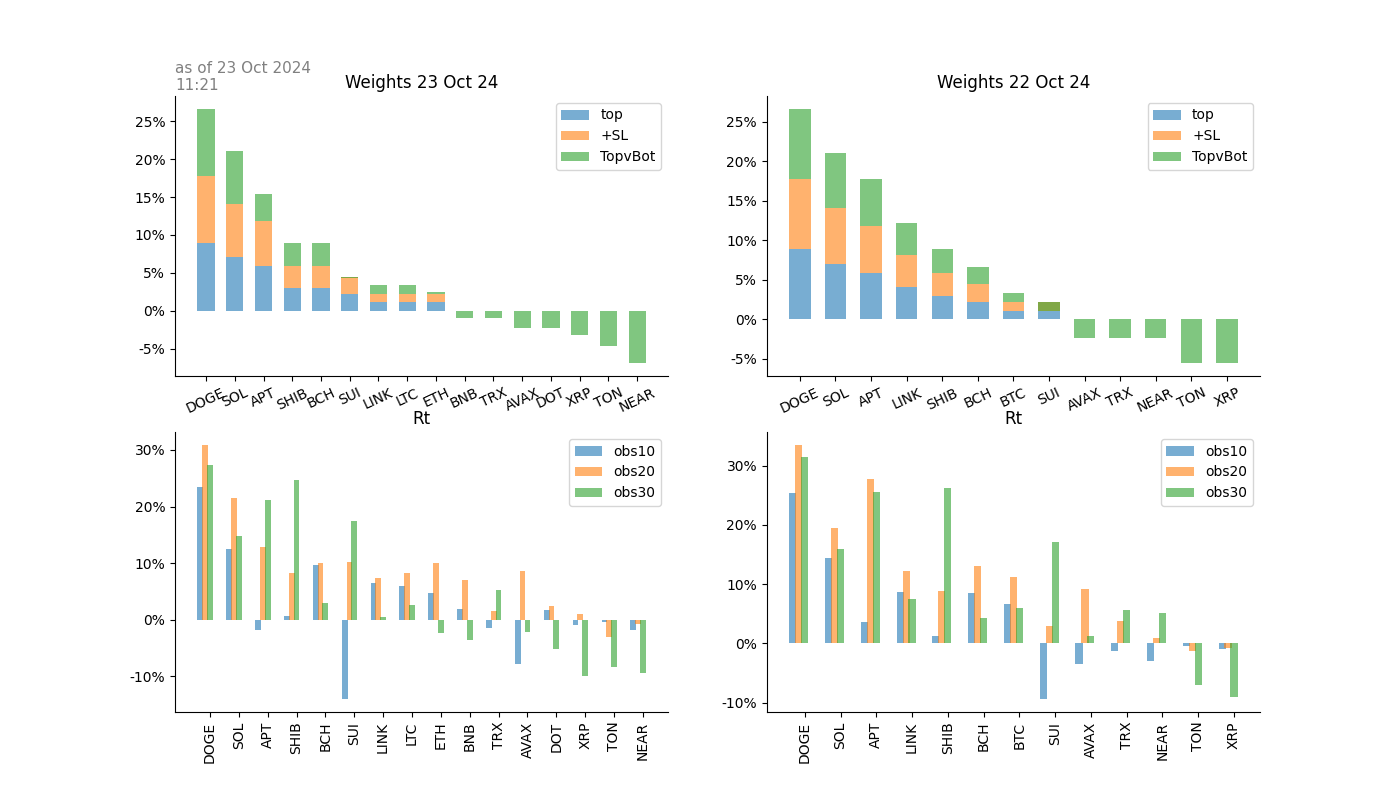 as of 23 Oct 2024
11:21
Weights 23 Oct 24
25%
20%
15%
10%
5%
0%
-5%
top
+SL
TopvBot
DOGE SOL APT SHIB BCH SUI LINK LTC ETH BNB TRX AVAX DOT XRP TON NEAR
Weights 22 Oct 24
25%
20%
15%
10%
5%
0%
-5%
top
+SL
TopvBot
DOGE SOL APT LINK SHIB BCH BTC SUI AVAX TRX NEAR TON XRP
Rt
30%
20%
10%
0%
-10%
obs10
obs20
obs30
DOGE SOL APT SHIB BCH SUI LINK LTC ETH BNB TRX AVAX DOT XRP TON NEAR
Rt
30%
20%
10%
0%
-10%
obs10
obs20
obs30
DOGE SOL APT LINK SHIB BCH BTC SUI AVAX TRX NEAR TON XRP